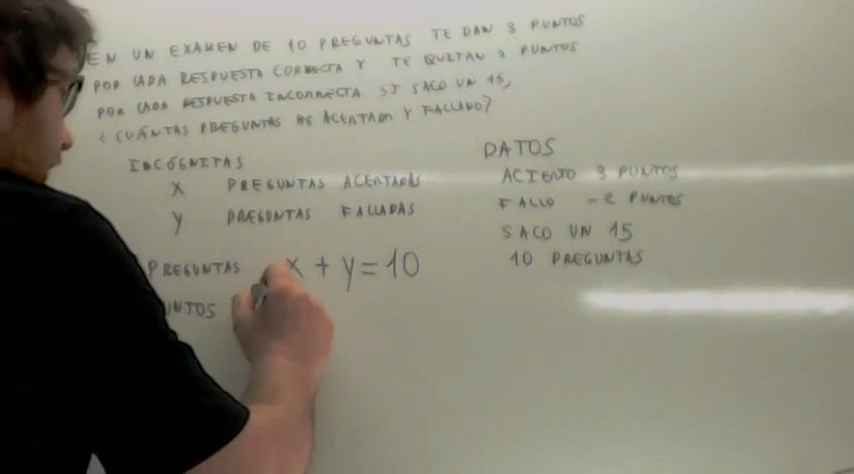 EN UN EXAMEN DE 10 PREGUNTAS TE DAN 3 PUNTOS
POR CADA RESPUESTA CORRECTA Y TE QUITAN 2 PUNTOS
POR CADA RESPUESTA INCORRECTA SI SACO UN 15,
¿CUÁNTAS PREGUNTAS HE ACERTADO Y FALLADO?
INCÓGNITAS
X PREGUNTAS ACERTADAS
Y PREGUNTAS FALLADAS
PREGUNTAS X + Y = 10
UNTOS
DATOS
ACIERTO 3 PUNTOS
FALLO -2 PUNTOS
SACO UN 15
10 PREGUNTAS